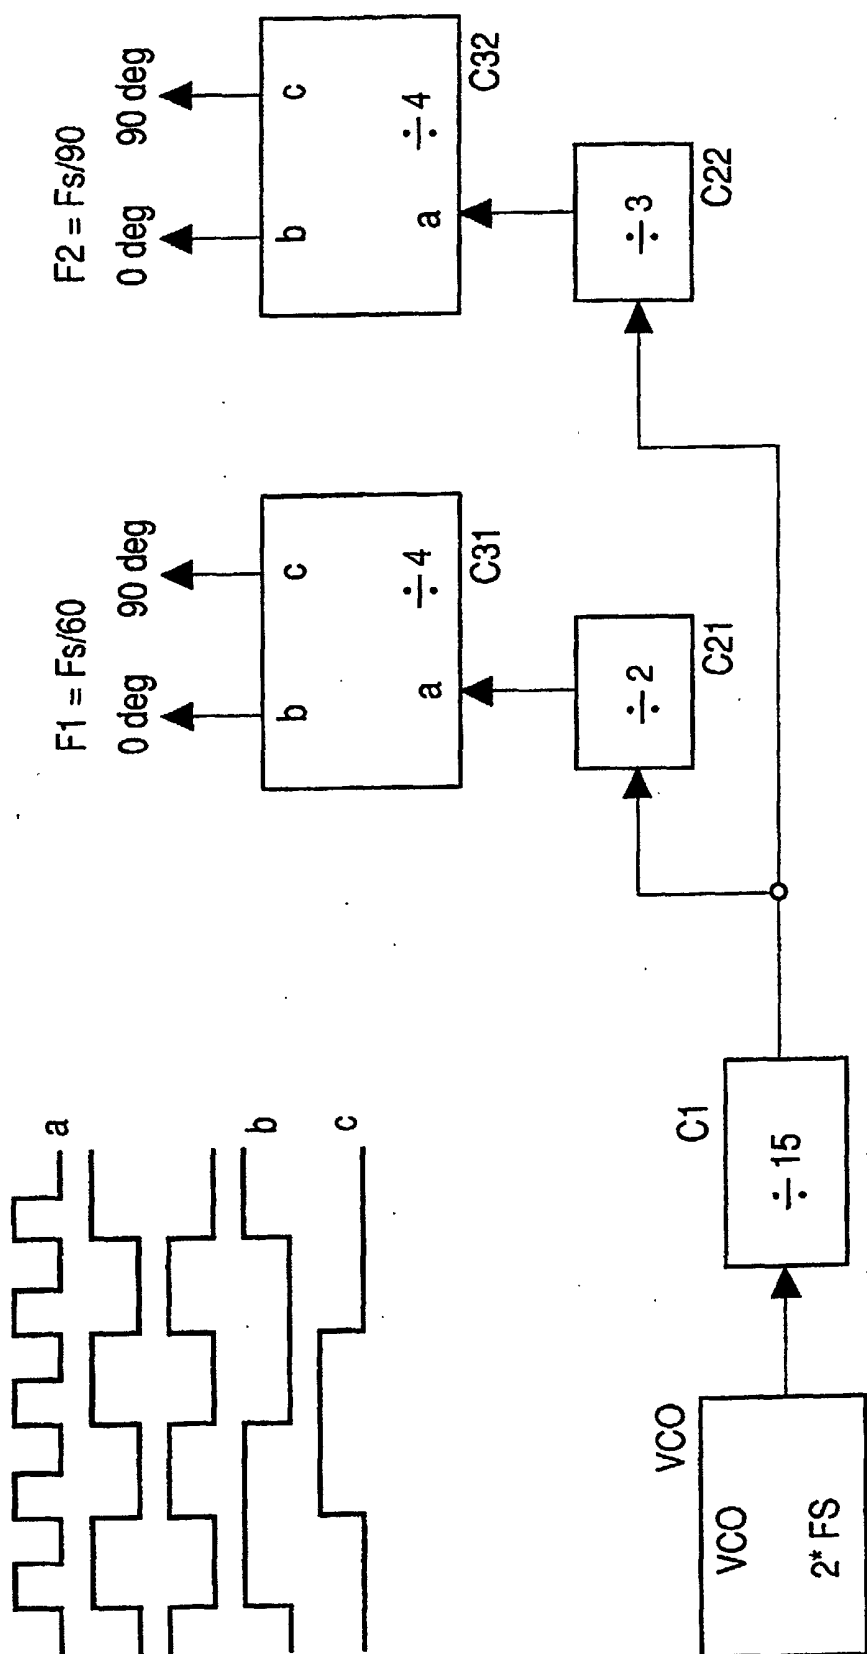 a
b
c
F1 = Fs/60
0 deg 90 deg
b c
a ÷4
C31
÷2
C21
F2 = Fs/90
0 deg 90 deg
b c
a ÷4
C32
÷3
C22
VCO
VCO
2* FS
C1
÷15